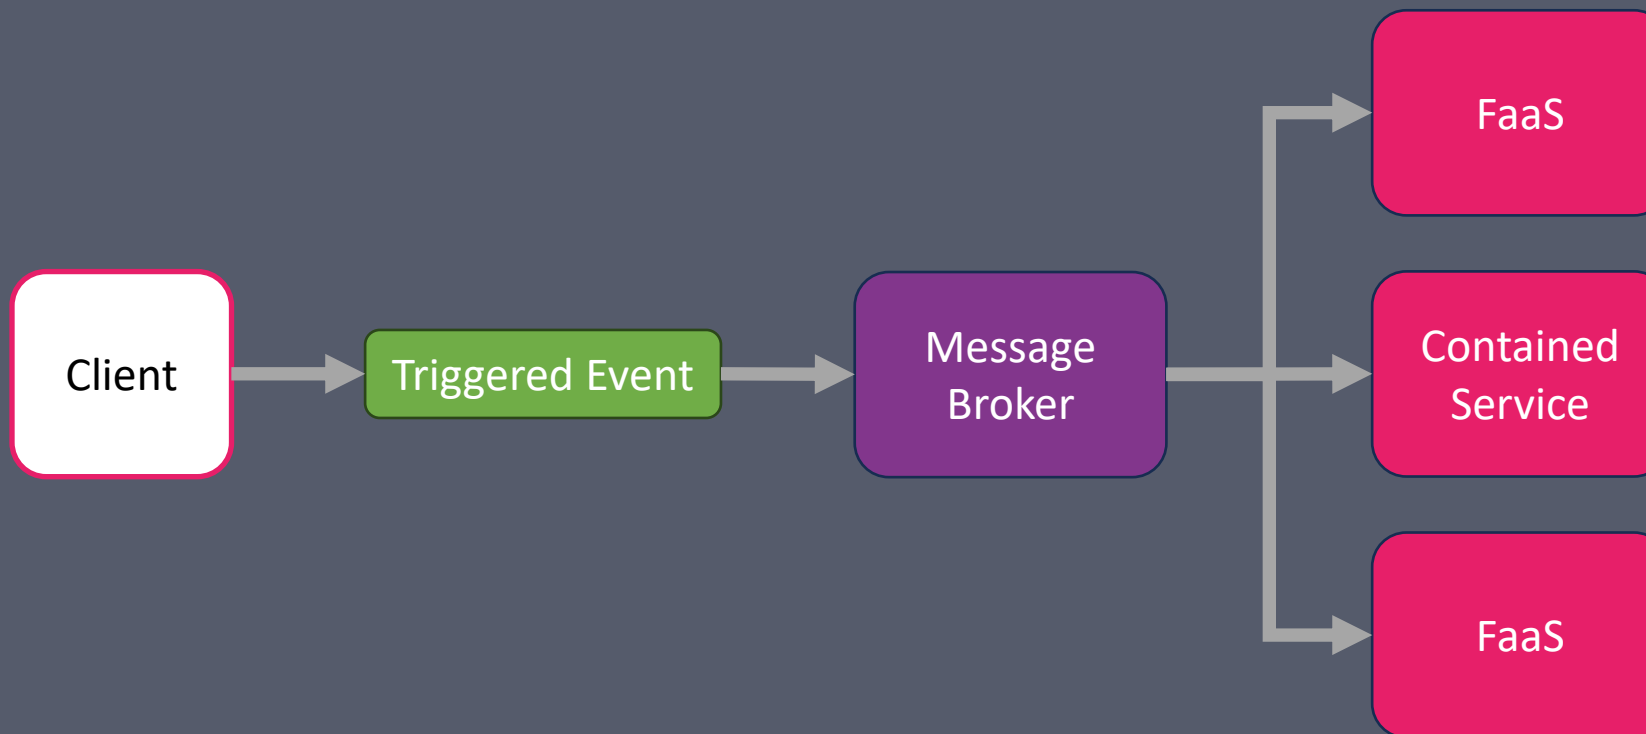 Client
Triggered Event
Message
Broker
FaaS
Contained
Service
FaaS